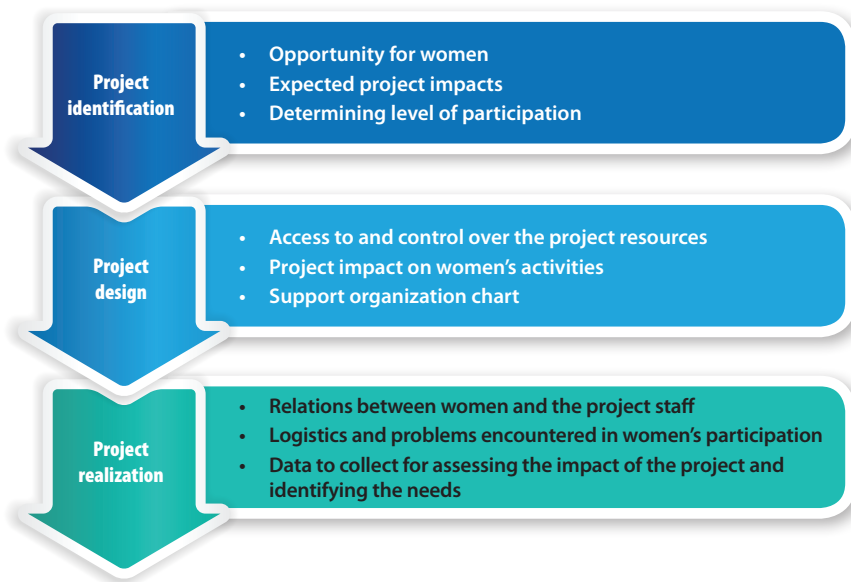 Project
identification
• Opportunity for women
• Expected project impacts
• Determining level of participation
Project
design
• Access to and control over the project resources
• Project impact on women's activities
• Support organization chart
Project
realization
• Relations between women and the project staff
• Logistics and problems encountered in women's participation
• Data to collect for assessing the impact of the project and
identifying the needs